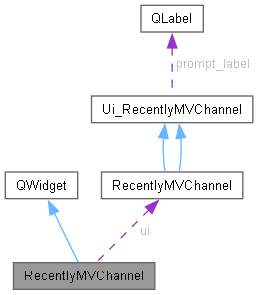 QLabel
prompt_label
Ui_RecentlyMVChannel
QWidget
RecentlyMVChannel
ui
RecentlyMVChannel